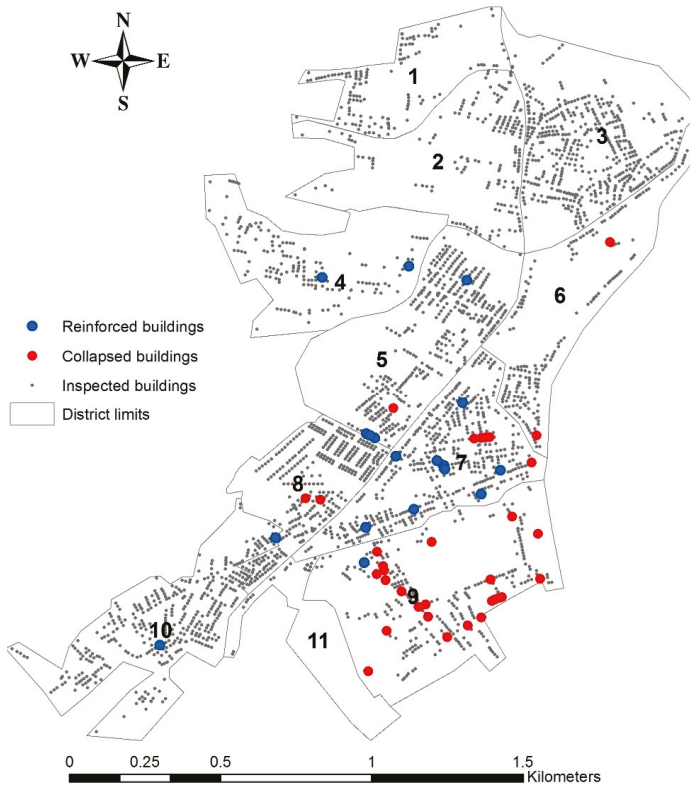 N
W E
S
1
2
3
4
5
6
7
8
9
10
11
Reinforced buildings
Collapsed buildings
Inspected buildings
District limits
0 0.25 0.5 1 1.5
Kilometers